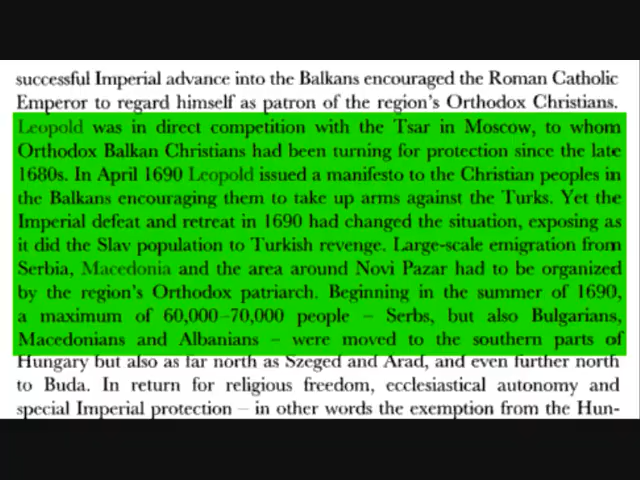 successful Imperial advance into the Balkans encouraged the Roman Catholic
Emperor to regard himself as patron of the region's Orthodox Christians.
Leopold was in direct competition with the Tsar in Moscow, to whom
Orthodox Balkan Christians had been turning for protection since the late
1680s. In April 1690 Leopold issued a manifesto to the Christian peoples in
the Balkans encouraging them to take up arms against the Turks. Yet the
Imperial defeat and retreat in 1690 had changed the situation, exposing as
it did the Slav population to Turkish revenge. Large-scale emigration from
Serbia, Macedonia and the area around Novi Pazar had to be organized
by the region's Orthodox patriarch. Beginning in the summer of 1690,
a maximum of 60,000–70,000 people – Serbs, but also Bulgarians,
Macedonians and Albanians – were moved to the southern parts of
Hungary but also as far north as Szeged and Arad, and even further north
to Buda. In return for religious freedom, ecclesiastical autonomy and
special Imperial protection – in other words the exemption from the Hun-